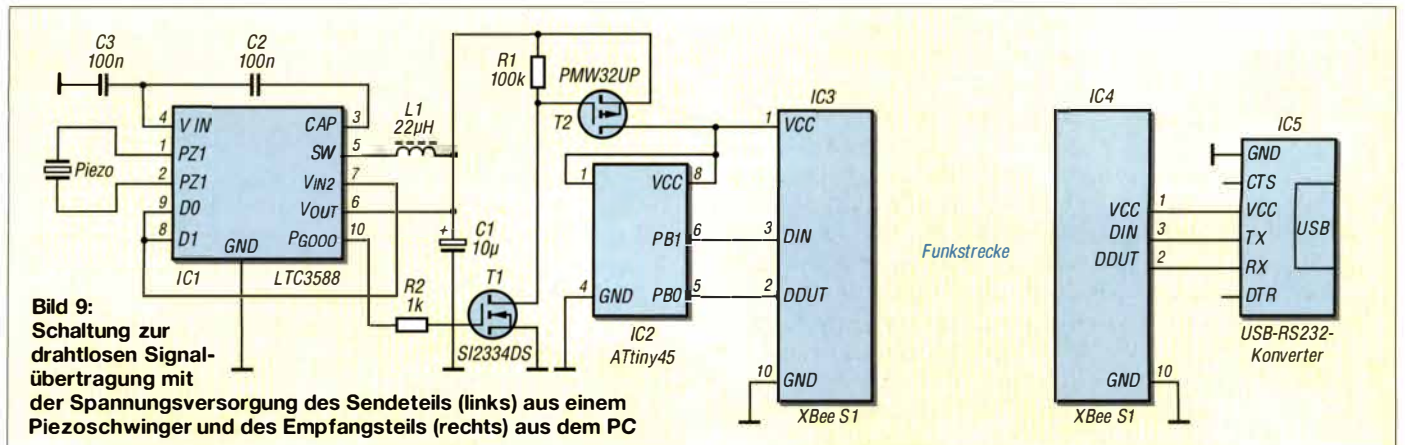 C3
100n
C2
100n
4
V IN
CAP
3
1
PZ1
SW
5
Piezo
2
PZ1
VIN2
7
9
D0
VOUT
6
8
D1
PGOOD
10
GND
IC1
LTC3588
L1
22µH
R1
100k
PMW32UP
T2
+
C1
10µ
T1
R2
1k
SI2334DS
1
VCC
8
PB1
6
4
GND
PB0
5
IC2
ATtiny45
IC3
1
VCC
3
DIN
2
DDUT
10
GND
XBee S1
Funkstrecke
IC4
VCC
1
DIN
3
DDUT
2
GND
10
XBee S1
IC5
GND
CTS
VCC
TX
RX
DTR
USB
USB-RS232-
Konverter
Bild 9:
Schaltung zur
drahtlosen Signal-
übertragung mit
der Spannungsversorgung des Sendeteils (links) aus einem
Piezoschwinger und des Empfangsteils (rechts) aus dem PC